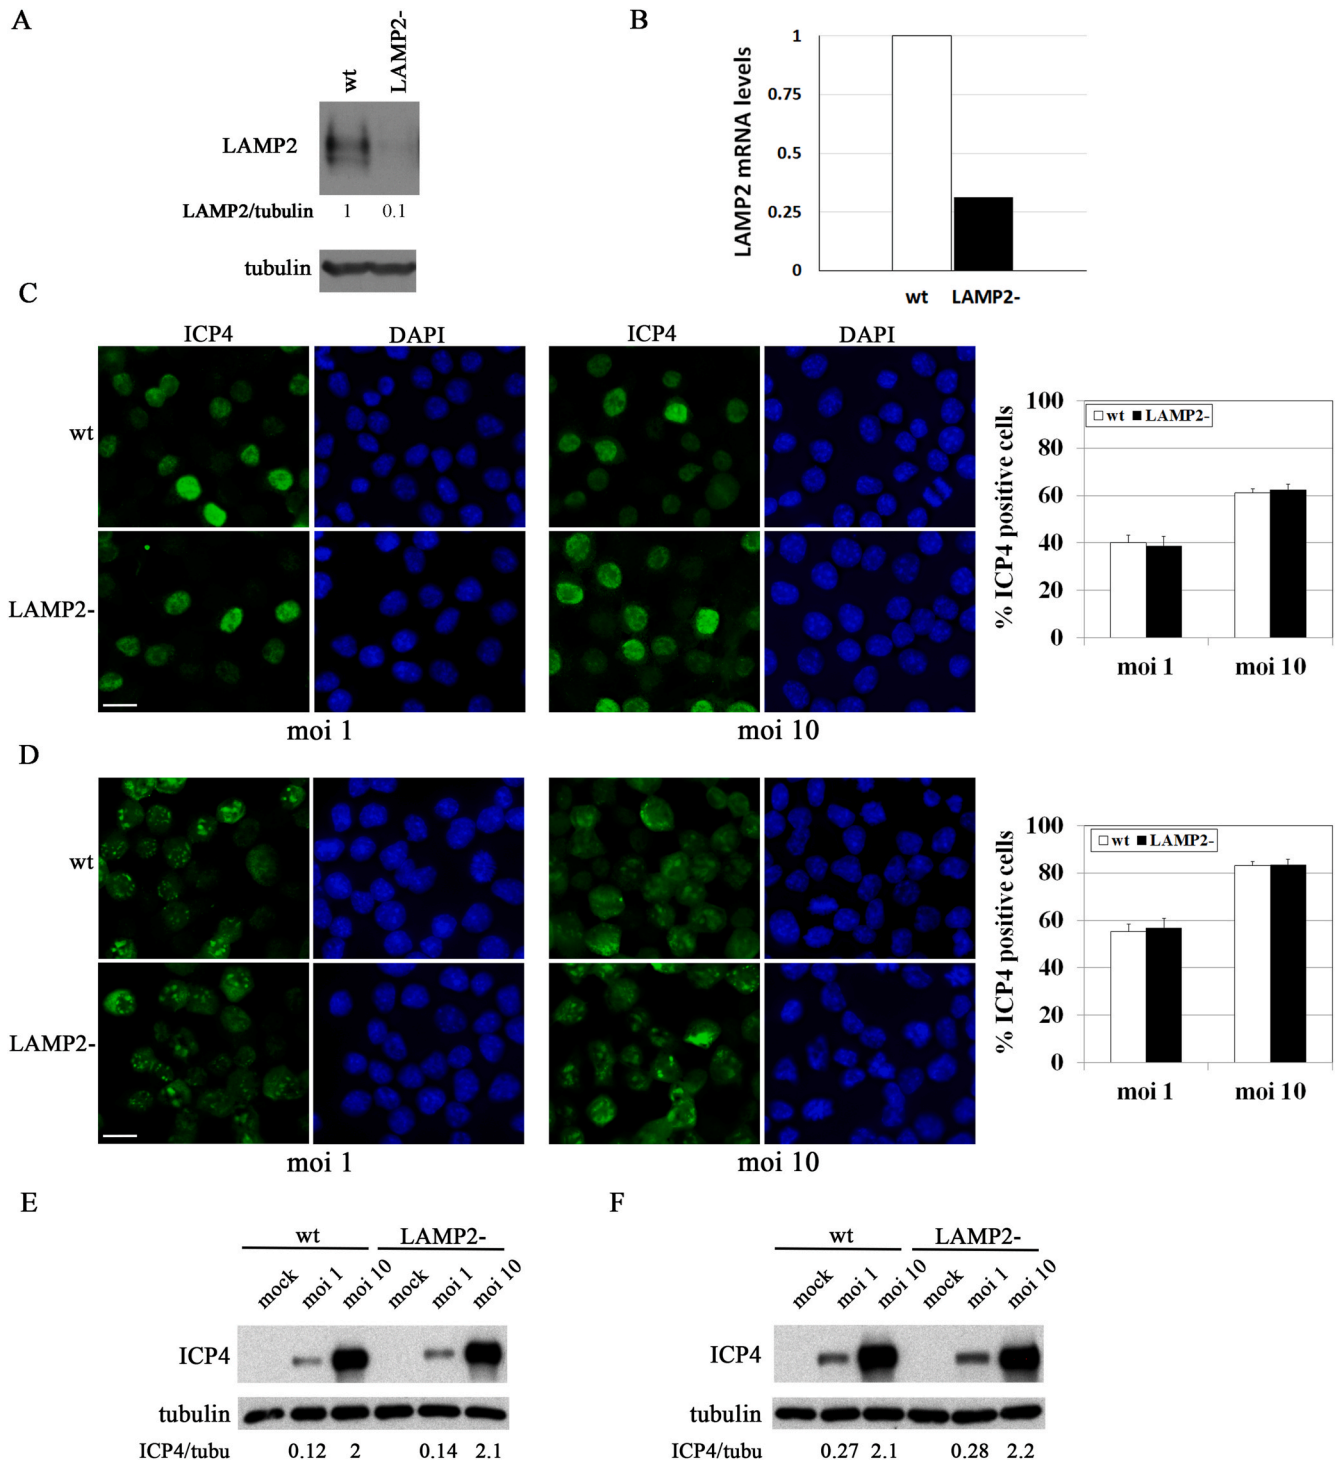 A
wt
LAMP2-
LAMP2
LAMP2/tubulin 1 0.1
tubulin
B
LAMP2 mRNA levels
1
0.75
0.5
0.25
0
wt LAMP2-
C
ICP4 DAPI ICP4 DAPI
wt
LAMP2-
moi 1 moi 10
% ICP4 positive cells
100
80
60
40
20
0
wt LAMP2-
moi 1 moi 10
D
wt
LAMP2-
moi 1 moi 10
% ICP4 positive cells
100
80
60
40
20
0
wt LAMP2-
moi 1 moi 10
E
wt LAMP2-
mock moi 1 moi 10 mock moi 1 moi 10
ICP4
tubulin
ICP4/tubu 0.12 2 0.14 2.1
F
wt LAMP2-
mock moi 1 moi 10 mock moi 1 moi 10
ICP4
tubulin
ICP4/tubu 0.27 2.1 0.28 2.2